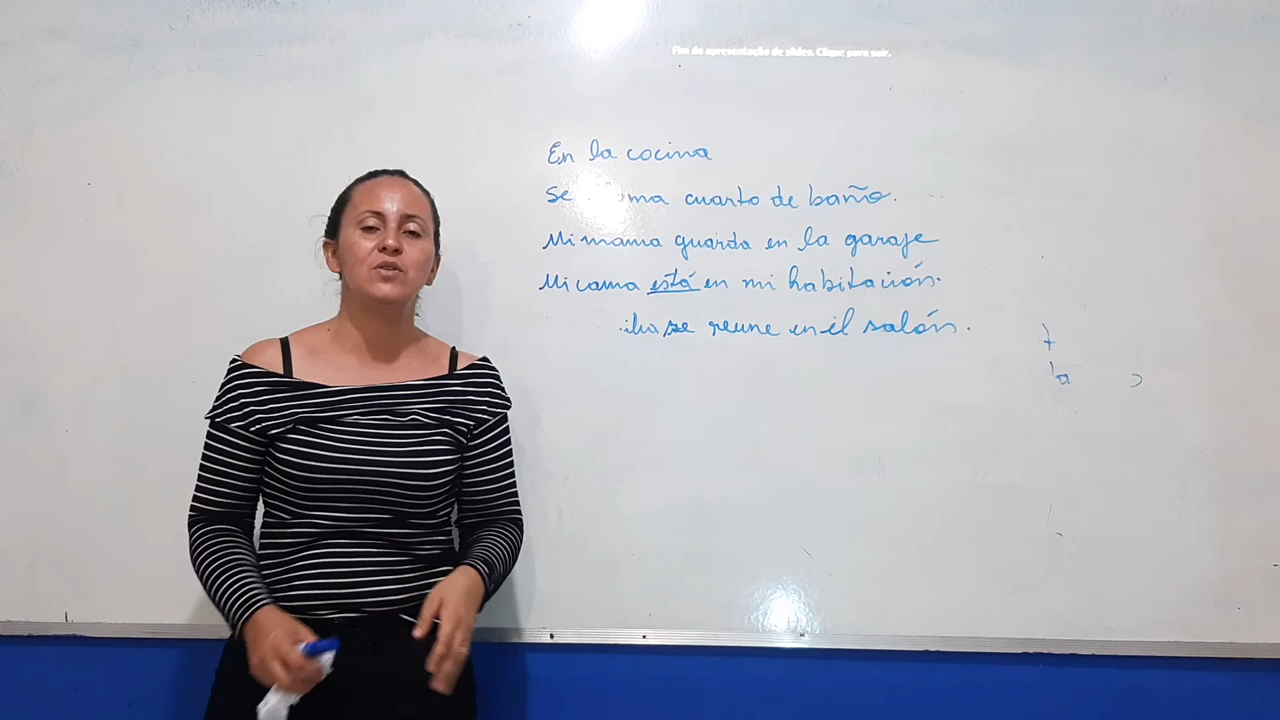 Fim da apresentação de slides. Clique para sair.
En la cocina
se cuarto de baño.
Mi mama guarda en la garaje
Mi cama está en mi habitación.
se reune en el salón.